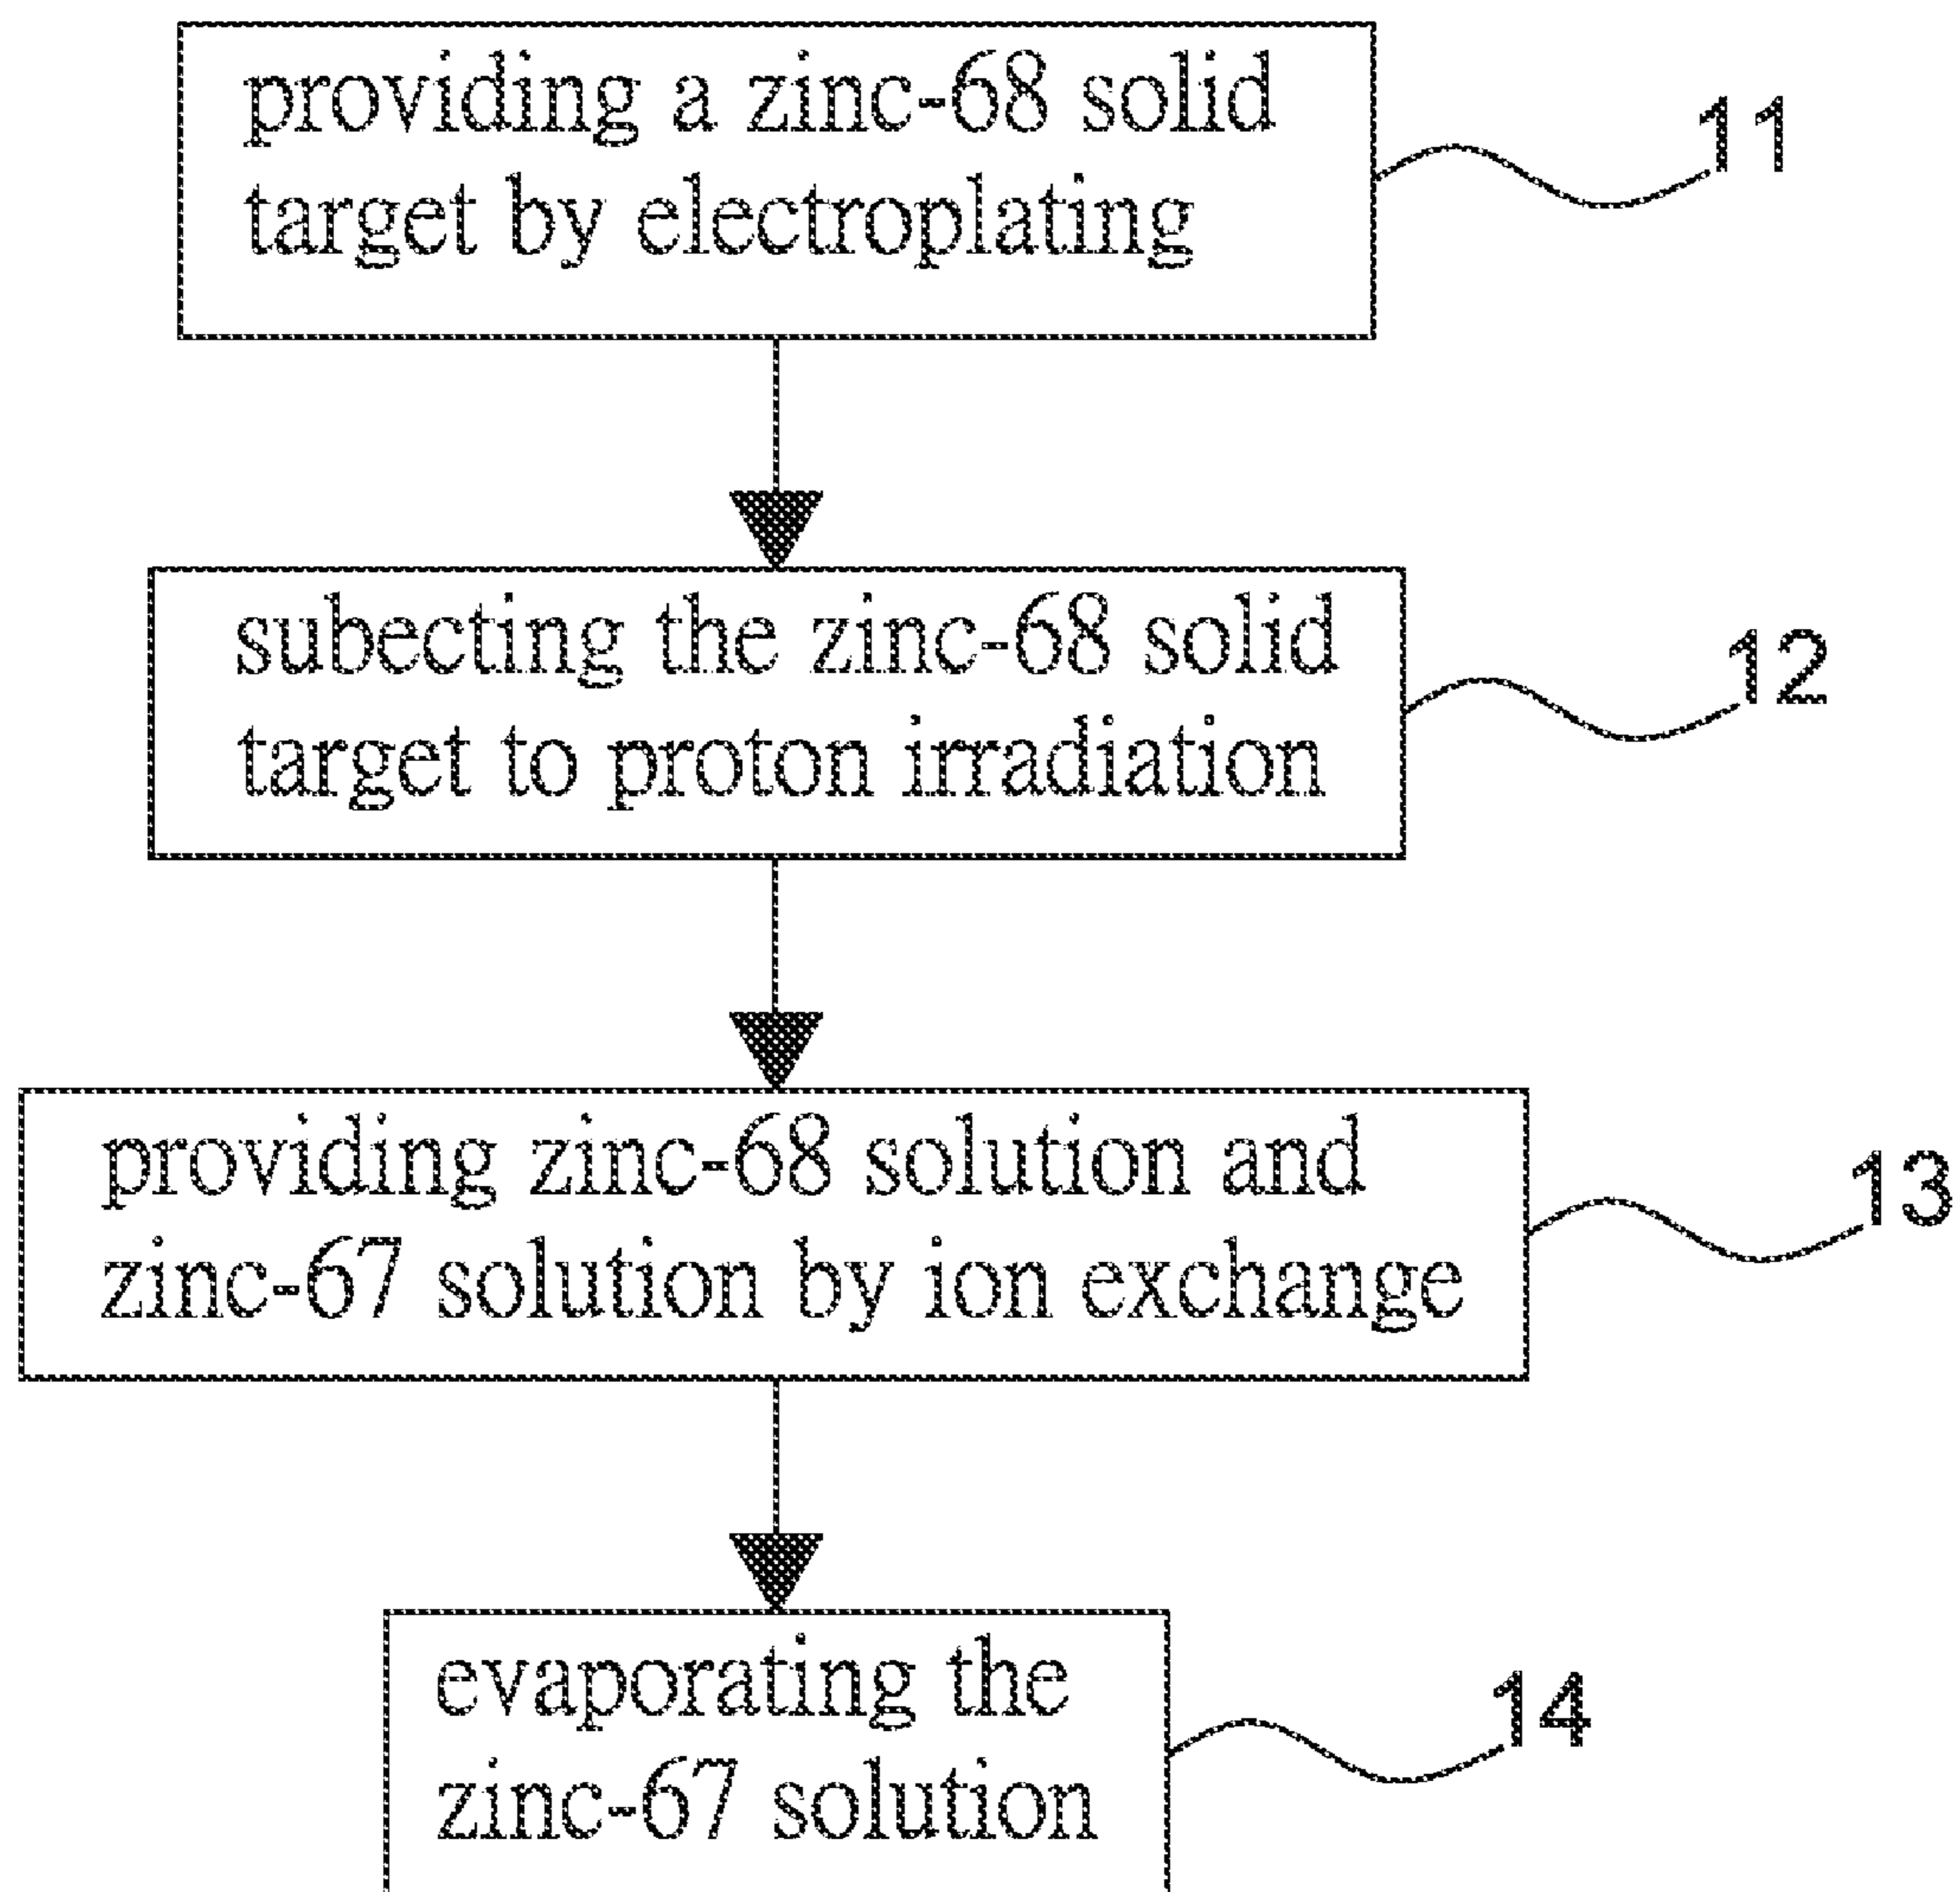 providing a zinc-68 solid
target by electroplating
11
subecting the zinc-68 solid
target to proton irradiation
12
providing zinc-68 solution and
zinc-67 solution by ion exchange
13
evaporating the
zinc-67 solution
14